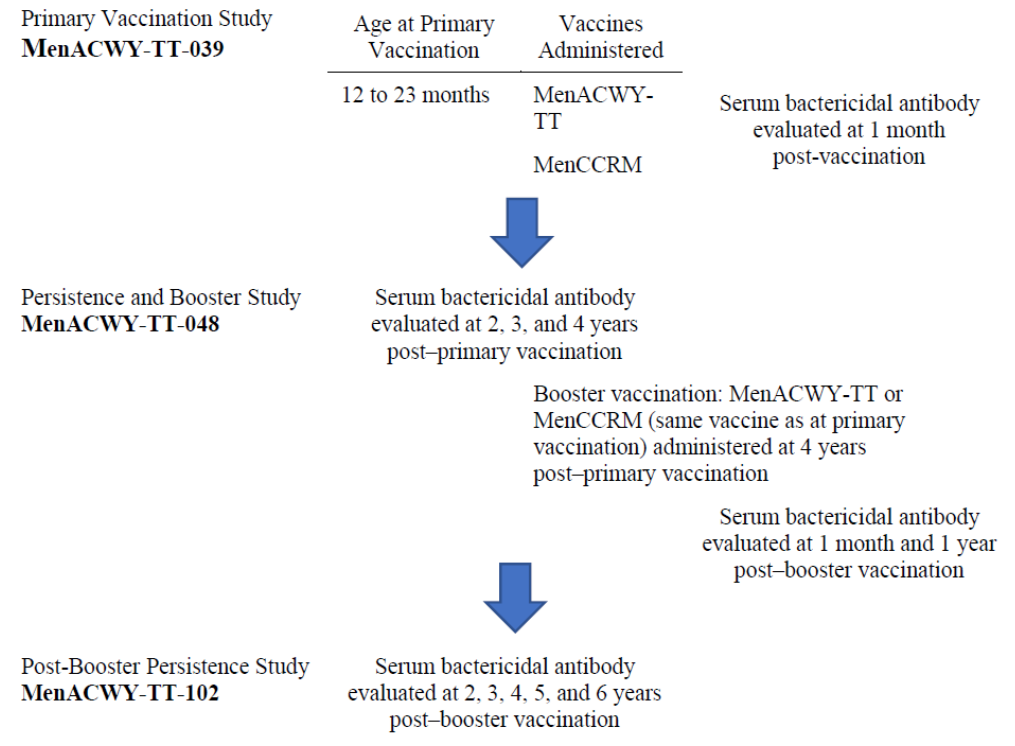 Primary Vaccination Study
MenACWY-TT-039
Age at Primary
Vaccination
Vaccines
Administered
12 to 23 months
MenACWY-
TT
MenCCRM
Serum bactericidal antibody
evaluated at 1 month
post-vaccination
Persistence and Booster Study
MenACWY-TT-048
Serum bactericidal antibody
evaluated at 2, 3, and 4 years
post–primary vaccination
Booster vaccination: MenACWY-TT or
MenCCRM (same vaccine as at primary
vaccination) administered at 4 years
post–primary vaccination
Serum bactericidal antibody
evaluated at 1 month and 1 year
post–booster vaccination
Post-Booster Persistence Study
MenACWY-TT-102
Serum bactericidal antibody
evaluated at 2, 3, 4, 5, and 6 years
post–booster vaccination